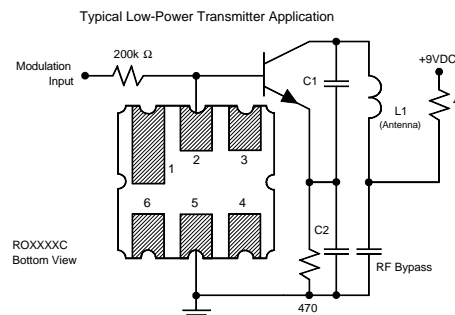 Typical Low-Power Transmitter Application
200k Ω
Modulation
Input
C1
+9VDC
L1
(Antenna)
1
2
3
6
5
4
C2
ROXXXXC
Bottom View
RF Bypass
470